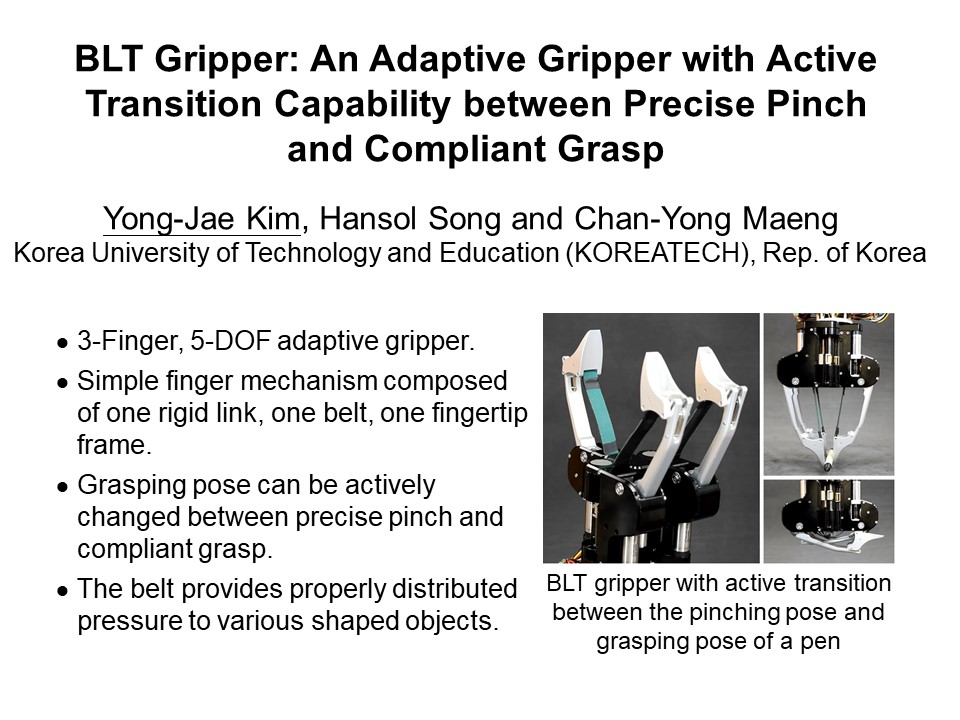 BLT Gripper: An Adaptive Gripper with Active
Transition Capability between Precise Pinch
and Compliant Grasp
Yong-Jae Kim, Hansol Song and Chan-Yong Maeng
Korea University of Technology and Education (KOREATECH), Rep. of Korea
● 3-Finger, 5-DOF adaptive gripper.
● Simple finger mechanism composed
of one rigid link, one belt, one fingertip
frame.
● Grasping pose can be actively
changed between precise pinch and
compliant grasp.
● The belt provides properly distributed
pressure to various shaped objects.
BLT gripper with active transition
between the pinching pose and
grasping pose of a pen